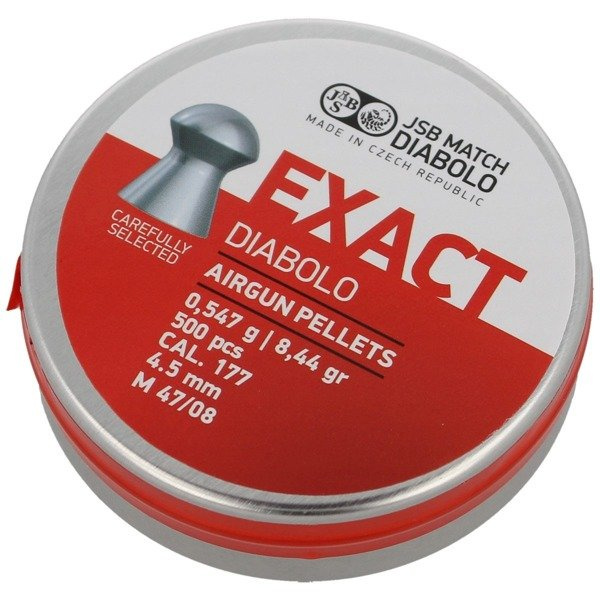 JSB
JSB MATCH
DIABOLO
MADE IN CZECH REPUBLIC
EXACT
DIABOLO
AIRGUN PELLETS
0,547 g | 8,44 gr
500 pcs
CAL. 177
4.5 mm
M 47/08
CAREFULLY
SELECTED